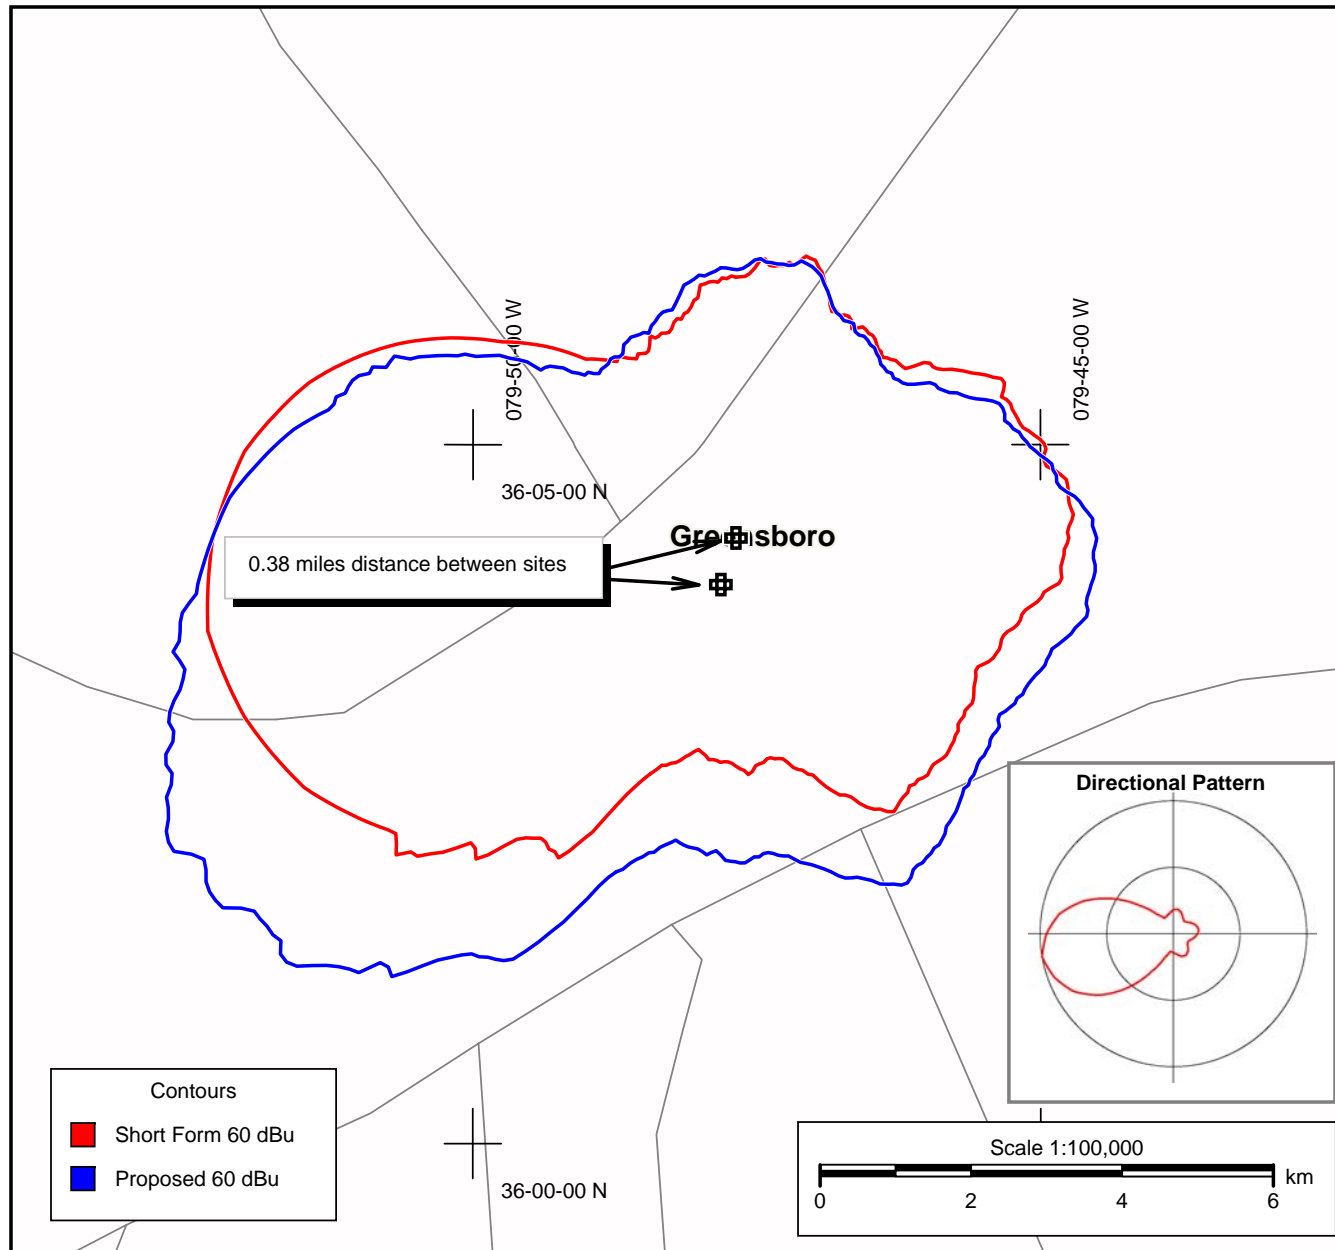 079-50-00 W
079-45-00 W
36-05-00 N
Greensboro
0.38 miles distance between sites
Directional Pattern
Contours
Short Form 60 dBu
Proposed 60 dBu
36-00-00 N
Scale 1:100,000
km
0 2 4 6